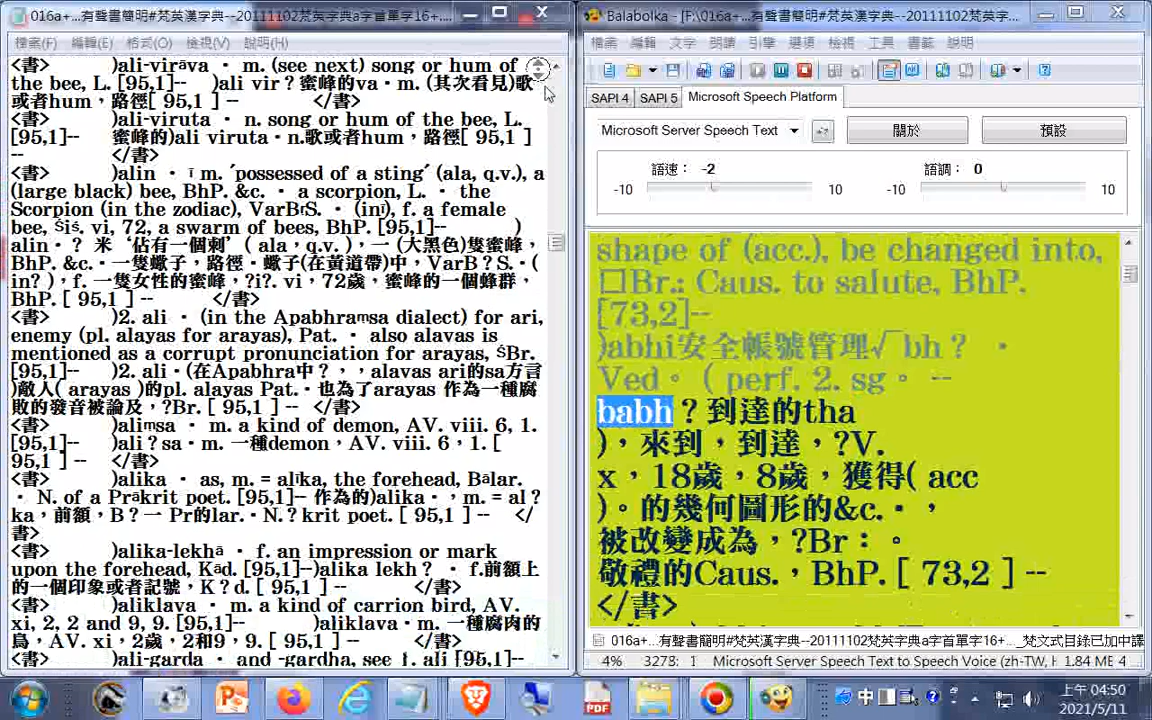 016a+...有聲書簡明#梵英漢字典--20111102梵英字典a字首單字16+...
檔案(F) 編輯(E) 格式(O) 檢視(V) 說明(H)
<書> )ali-virāva ・ m. (see next) song or hum of
the bee, L. [95,1]-- )ali vir？蜜蜂的va・m. (其次看見)歌
或者hum，路徑[ 95,1 ] -- </書>
<書> )ali-viruta ・ n. song or hum of the bee, L.
[95,1]-- 蜜蜂的)ali viruta・n.歌或者hum，路徑[ 95,1 ]
-- </書>
<書> )alin ・ ī m. ´possessed of a sting´ (ala, q.v.), a
(large black) bee, BhP. &c. ・ a scorpion, L. ・ the
Scorpion (in the zodiac), VarBṛS. ・ (inī), f. a female
bee, Śiś. vi, 72, a swarm of bees, BhP. [95,1]-- )
alin・？ 米‘佔有一個刺’( ala，q.v. )，一(大黑色)隻蜜蜂，
BhP. &c.・一隻蠍子，路徑・蠍子(在黃道帶)中，VarB？S.・(
in? )，f. 一隻女性的蜜蜂，?i?. vi，72歲，蜜蜂的一個蜂群，
BhP. [ 95,1 ] -- </書>
<書> )2. ali ・ (in the Apabhraṃsa dialect) for ari,
enemy (pl. alayas for arayas), Pat. ・ also alavas is
mentioned as a corrupt pronunciation for arayas, ŚBr.
[95,1]-- )2. ali・(在Apabhra中？，，alavas ari的sa方言
)敵人( arayas )的pl. alayas Pat.・也為了arayas 作為一種腐
敗的發音被論及，?Br. [ 95,1 ] -- </書>
<書> )aliṃsa ・ m. a kind of demon, AV. viii. 6, 1.
[95,1]-- )ali？sa・m. 一種demon，AV. viii. 6，1. [
95,1 ] -- </書>
<書> )alika ・ as, m. = alīka, the forehead, Bālar.
・ N. of a Prākrit poet. [95,1]-- 作為的)alika・，m. = al？
ka，前額，B？一 Pr的lar.・N.？krit poet. [ 95,1 ] -- </
書>
<書> )alika-lekhā ・ f. an impression or mark
upon the forehead, Kād. [95,1]--)alika lekh？ ・ f.前額上
的一個印象或者記號，K？d. [ 95,1 ] -- </書>
<書> )aliklava ・ m. a kind of carrion bird, AV.
xi, 2, 2 and 9, 9. [95,1]-- )aliklava・m. 一種腐肉的
鳥，AV. xi，2歲，2和9，9. [ 95,1 ] -- </書>
<書> )ali-garda ・ and -gardha, see 1. ali [95,1]--
Balabolka - [F:\016a+...有聲書簡明#梵英漢字典--20111102梵英字...
檔案 編輯 文字 朗讀 引擎 選項 檢視 工具 書籤 說明
SAPI 4 SAPI 5 Microsoft Speech Platform
Microsoft Server Speech Text 關於 預設
語速： -2 語調： 0
-10 10 -10 10
shape of (acc.), be changed into,
Br.: Caus. to salute, BhP.
[73,2]--
)abhi安全帳號管理√ bh？ ・
Ved。 ( perf. 2. sg。 --
babh？到達的tha
)，來到，到達，?V.
x，18歲，8歲，獲得( acc
)。的幾何圖形的&c.・，
被改變成為，?Br：。
敬禮的Caus.，BhP. [ 73,2 ] --
</書>
016a+...有聲書簡明#梵英漢字典--20111102梵英字典a字首單字16+..._梵文式目錄已加中譯
4% 3278: 1 Microsoft Server Speech Text to Speech Voice (zh-TW, H 1.84 MB 4
中
上午 04:50
2021/5/11